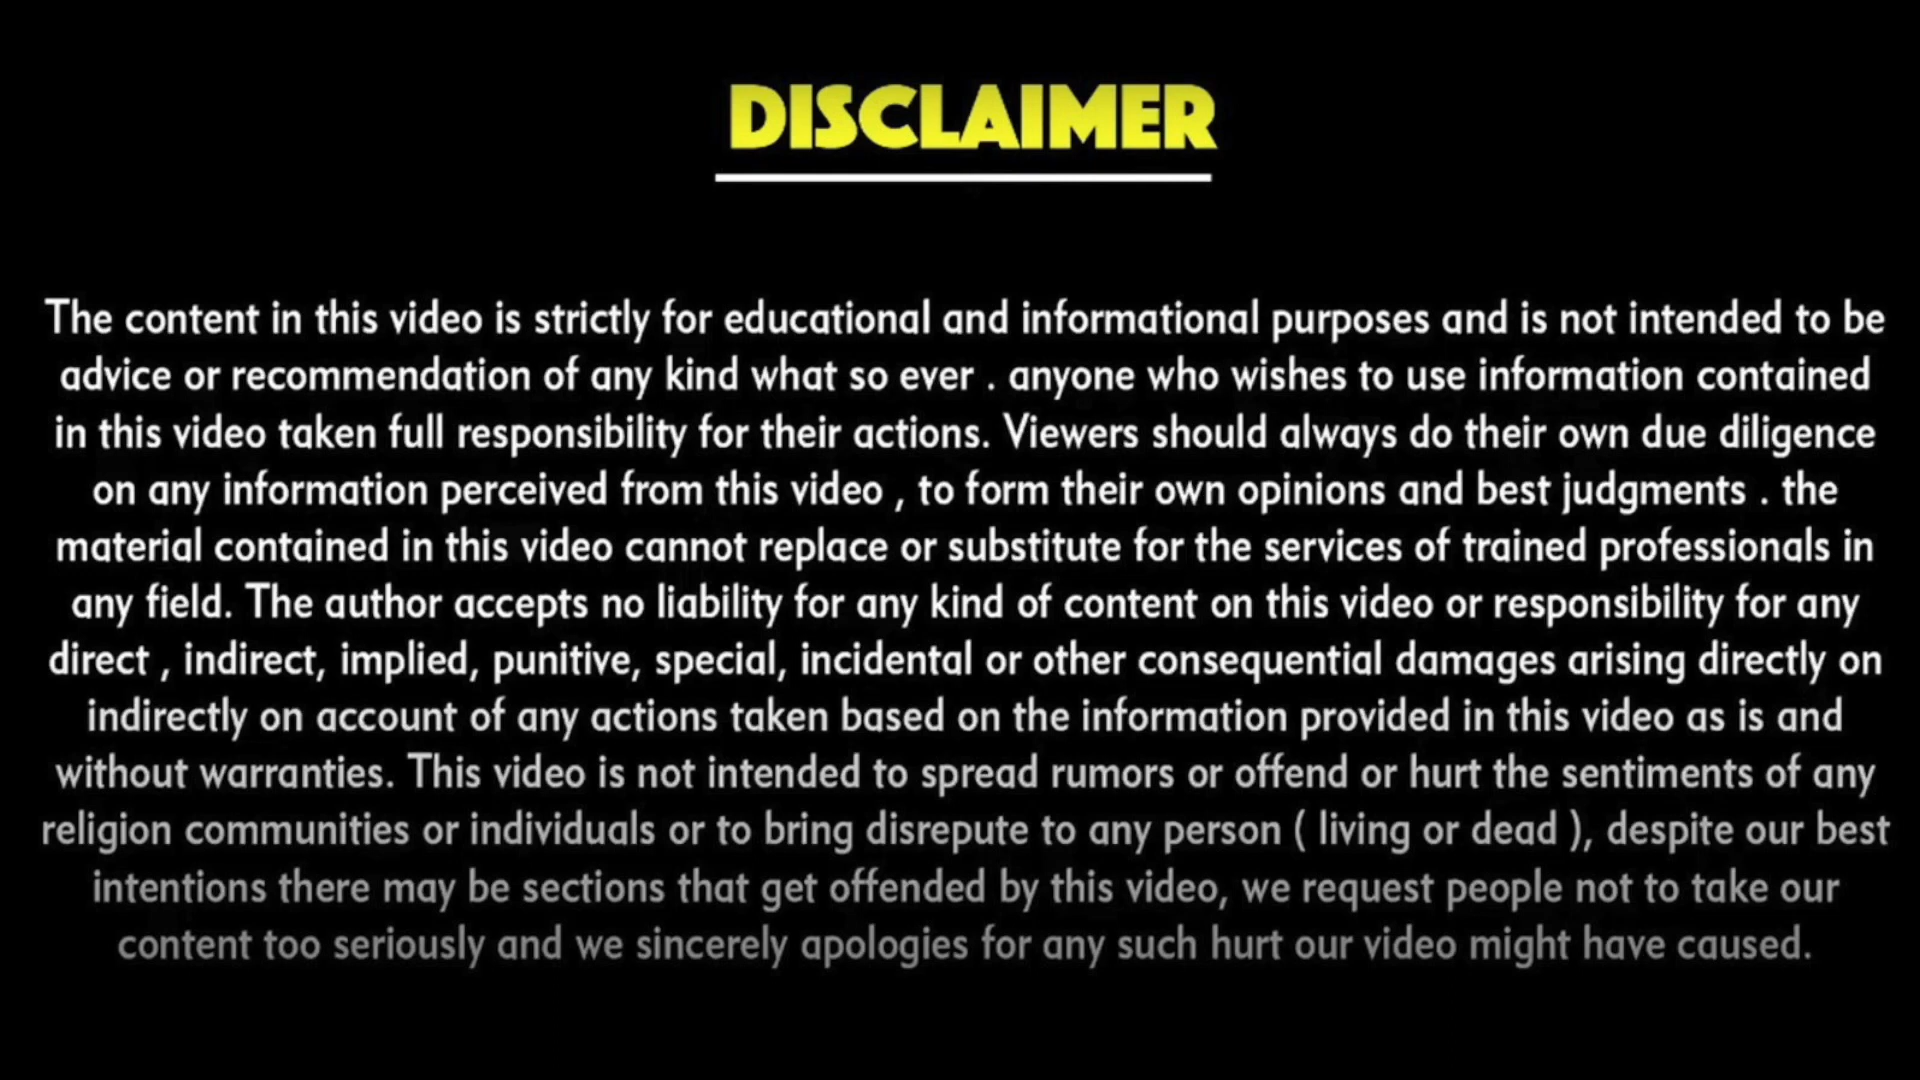 DISCLAIMER
The content in this video is strictly for educational and informational purposes and is not intended to be
advice or recommendation of any kind what so ever . anyone who wishes to use information contained
in this video taken full responsibility for their actions. Viewers should always do their own due diligence
on any information perceived from this video , to form their own opinions and best judgments . the
material contained in this video cannot replace or substitute for the services of trained professionals in
any field. The author accepts no liability for any kind of content on this video or responsibility for any
direct , indirect, implied, punitive, special, incidental or other consequential damages arising directly on
indirectly on account of any actions taken based on the information provided in this video as is and
without warranties. This video is not intended to spread rumors or offend or hurt the sentiments of any
religion communities or individuals or to bring disrepute to any person ( living or dead ), despite our best
intentions there may be sections that get offended by this video, we request people not to take our
content too seriously and we sincerely apologies for any such hurt our video might have caused.